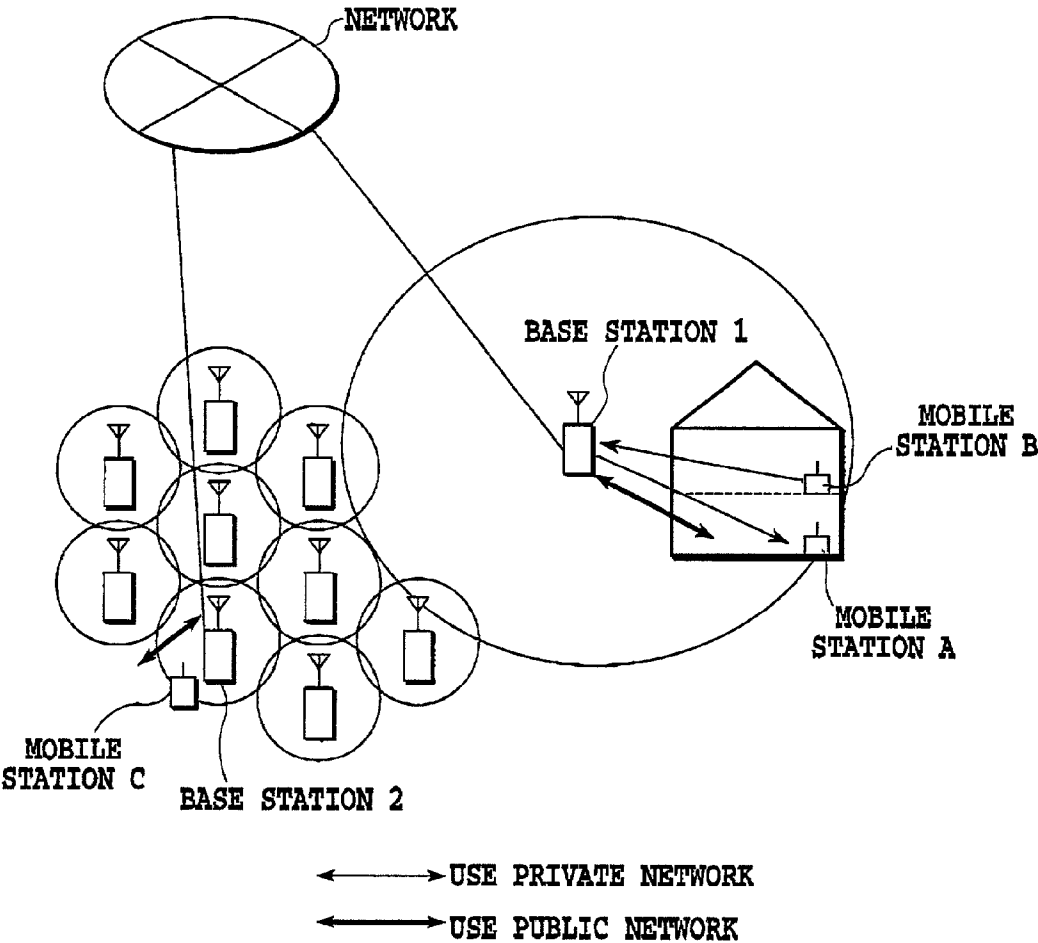 NETWORK
BASE STATION 1
MOBILE
STATION B
MOBILE
STATION A
MOBILE
STATION C
BASE STATION 2
USE PRIVATE NETWORK
USE PUBLIC NETWORK